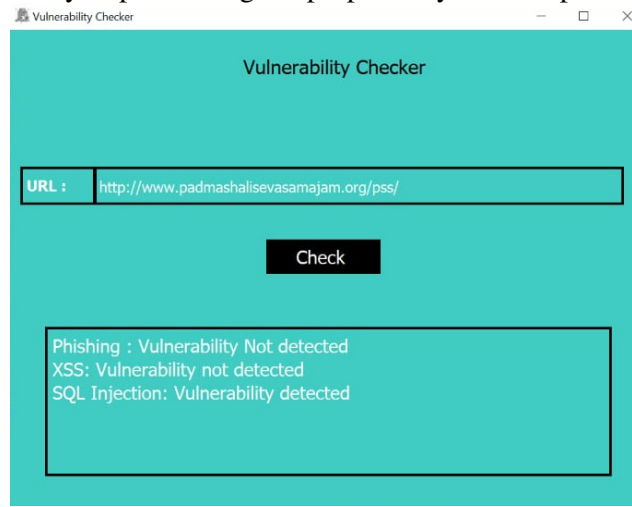 Vulnerability Checker
Vulnerability Checker
URL :
http://www.padmashalisevasamajam.org/pss/
Check
Phishing : Vulnerability Not detected
XSS: Vulnerability not detected
SQL Injection: Vulnerability detected